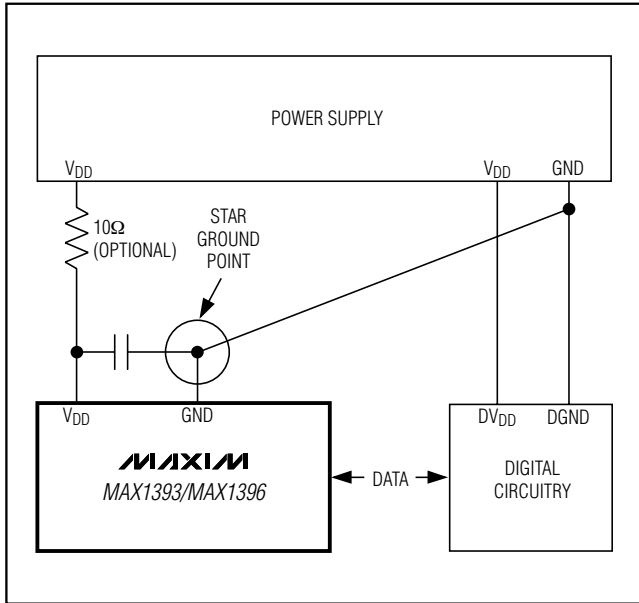 POWER SUPPLY
VDD
VDD
GND
10Ω
(OPTIONAL)
STAR
GROUND
POINT
VDD
GND
DVDD
DGND
MAXIM
MAX1393/MAX1396
DATA
DIGITAL
CIRCUITRY